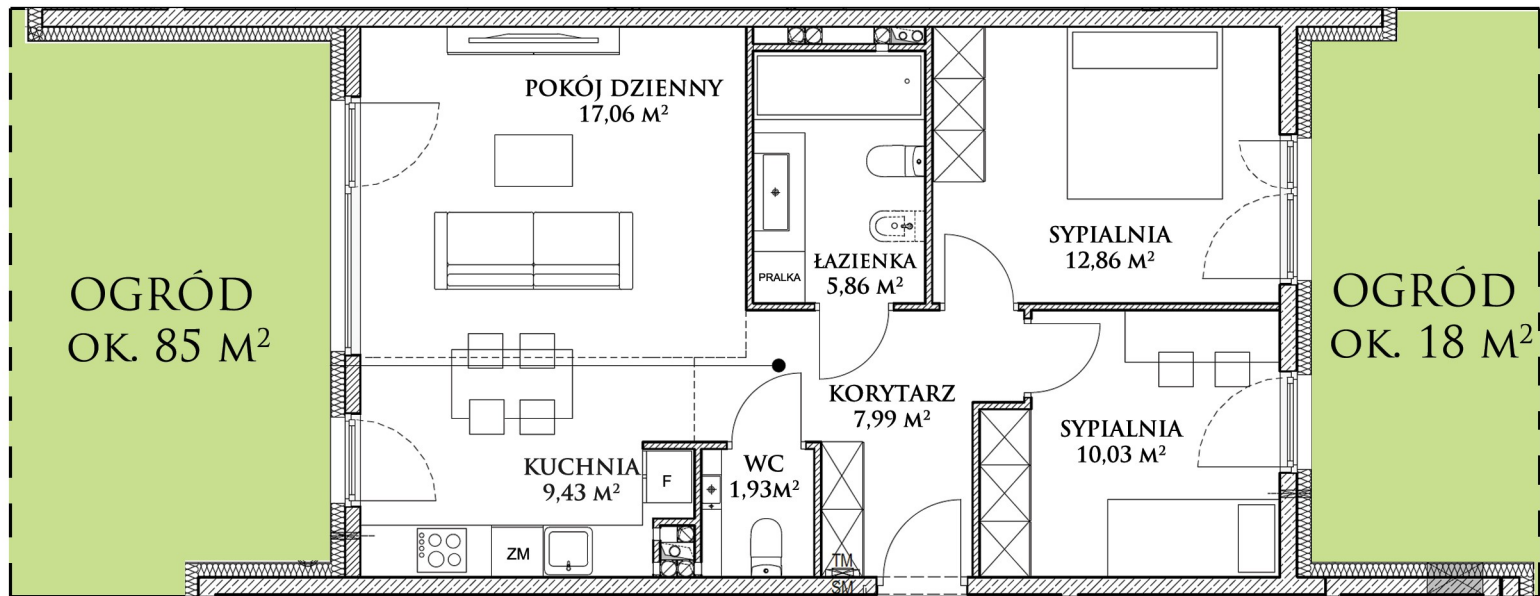 POKÓJ DZIENNY
17,06 M²
SYPIALNIA
12,86 M²
ŁAZIENKA
5,86 M²
PRALKA
OGRÓD
OK. 85 M²
OGRÓD
OK. 18 M²
KORYTARZ
7,99 M²
SYPIALNIA
10,03 M²
KUCHNIA
9,43 M²
F
WC
1,93M²
ZM
TM
SM